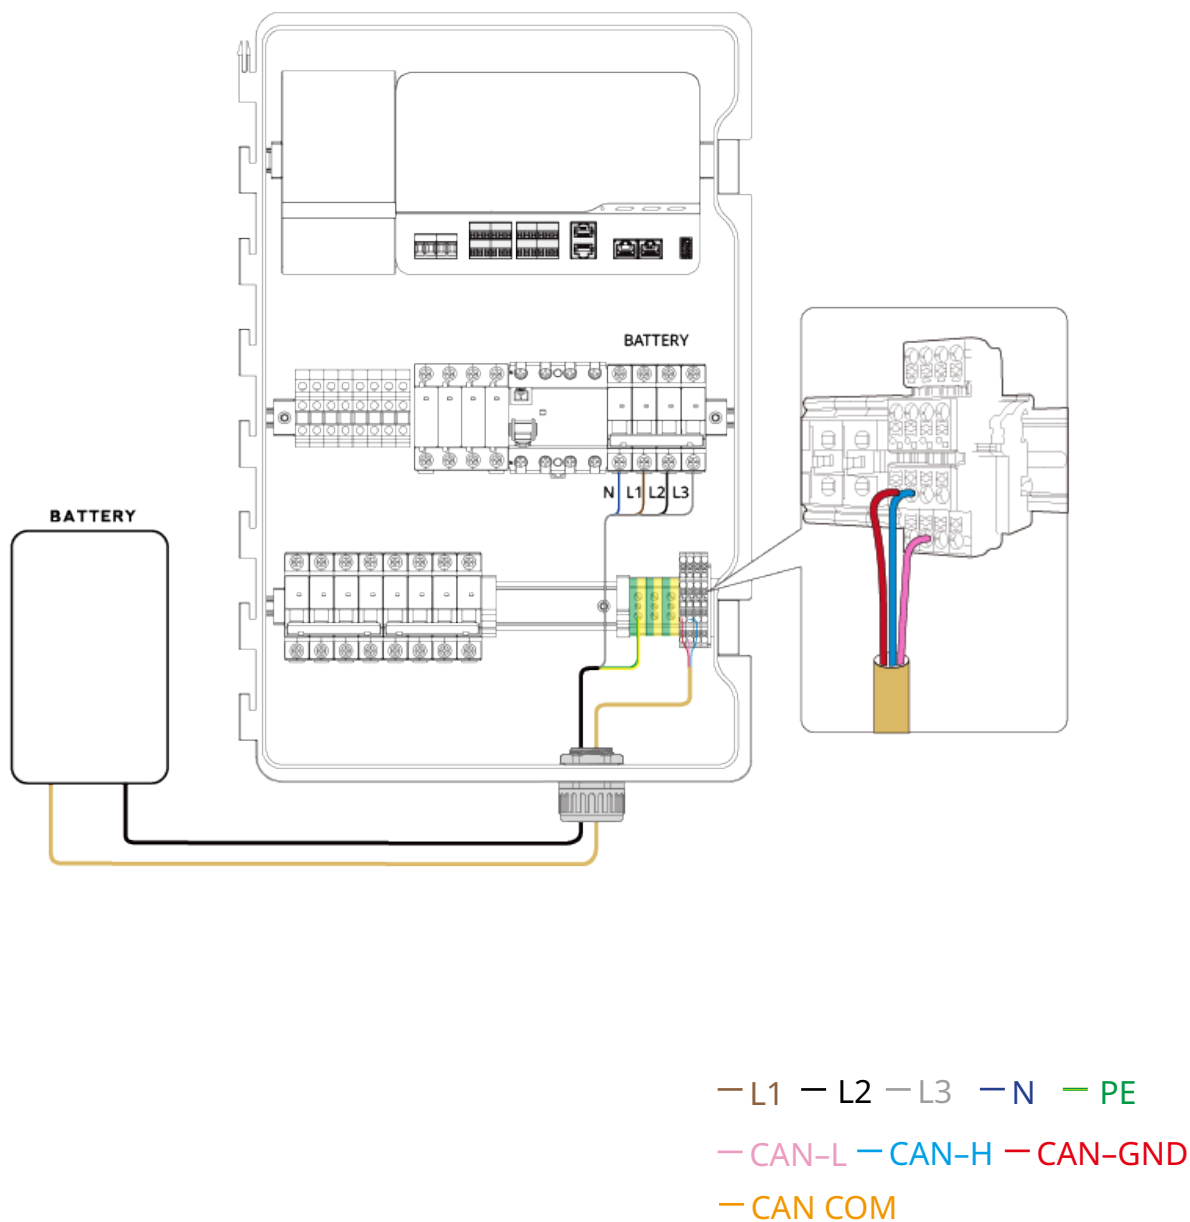 BATTERY
N L1 L2 L3
BATTERY
L1 L2 L3 N PE
CAN–L CAN–H CAN–GND
CAN COM